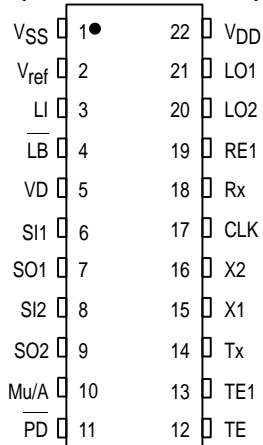 VSS 1 22 VDD
Vref 2 21 LO1
LI 3 20 LO2
L̅B̅ 4 19 RE1
VD 5 18 Rx
SI1 6 17 CLK
SO1 7 16 X2
SI2 8 15 X1
SO2 9 14 Tx
Mu/A 10 13 TE1
P̅D̅ 11 12 TE